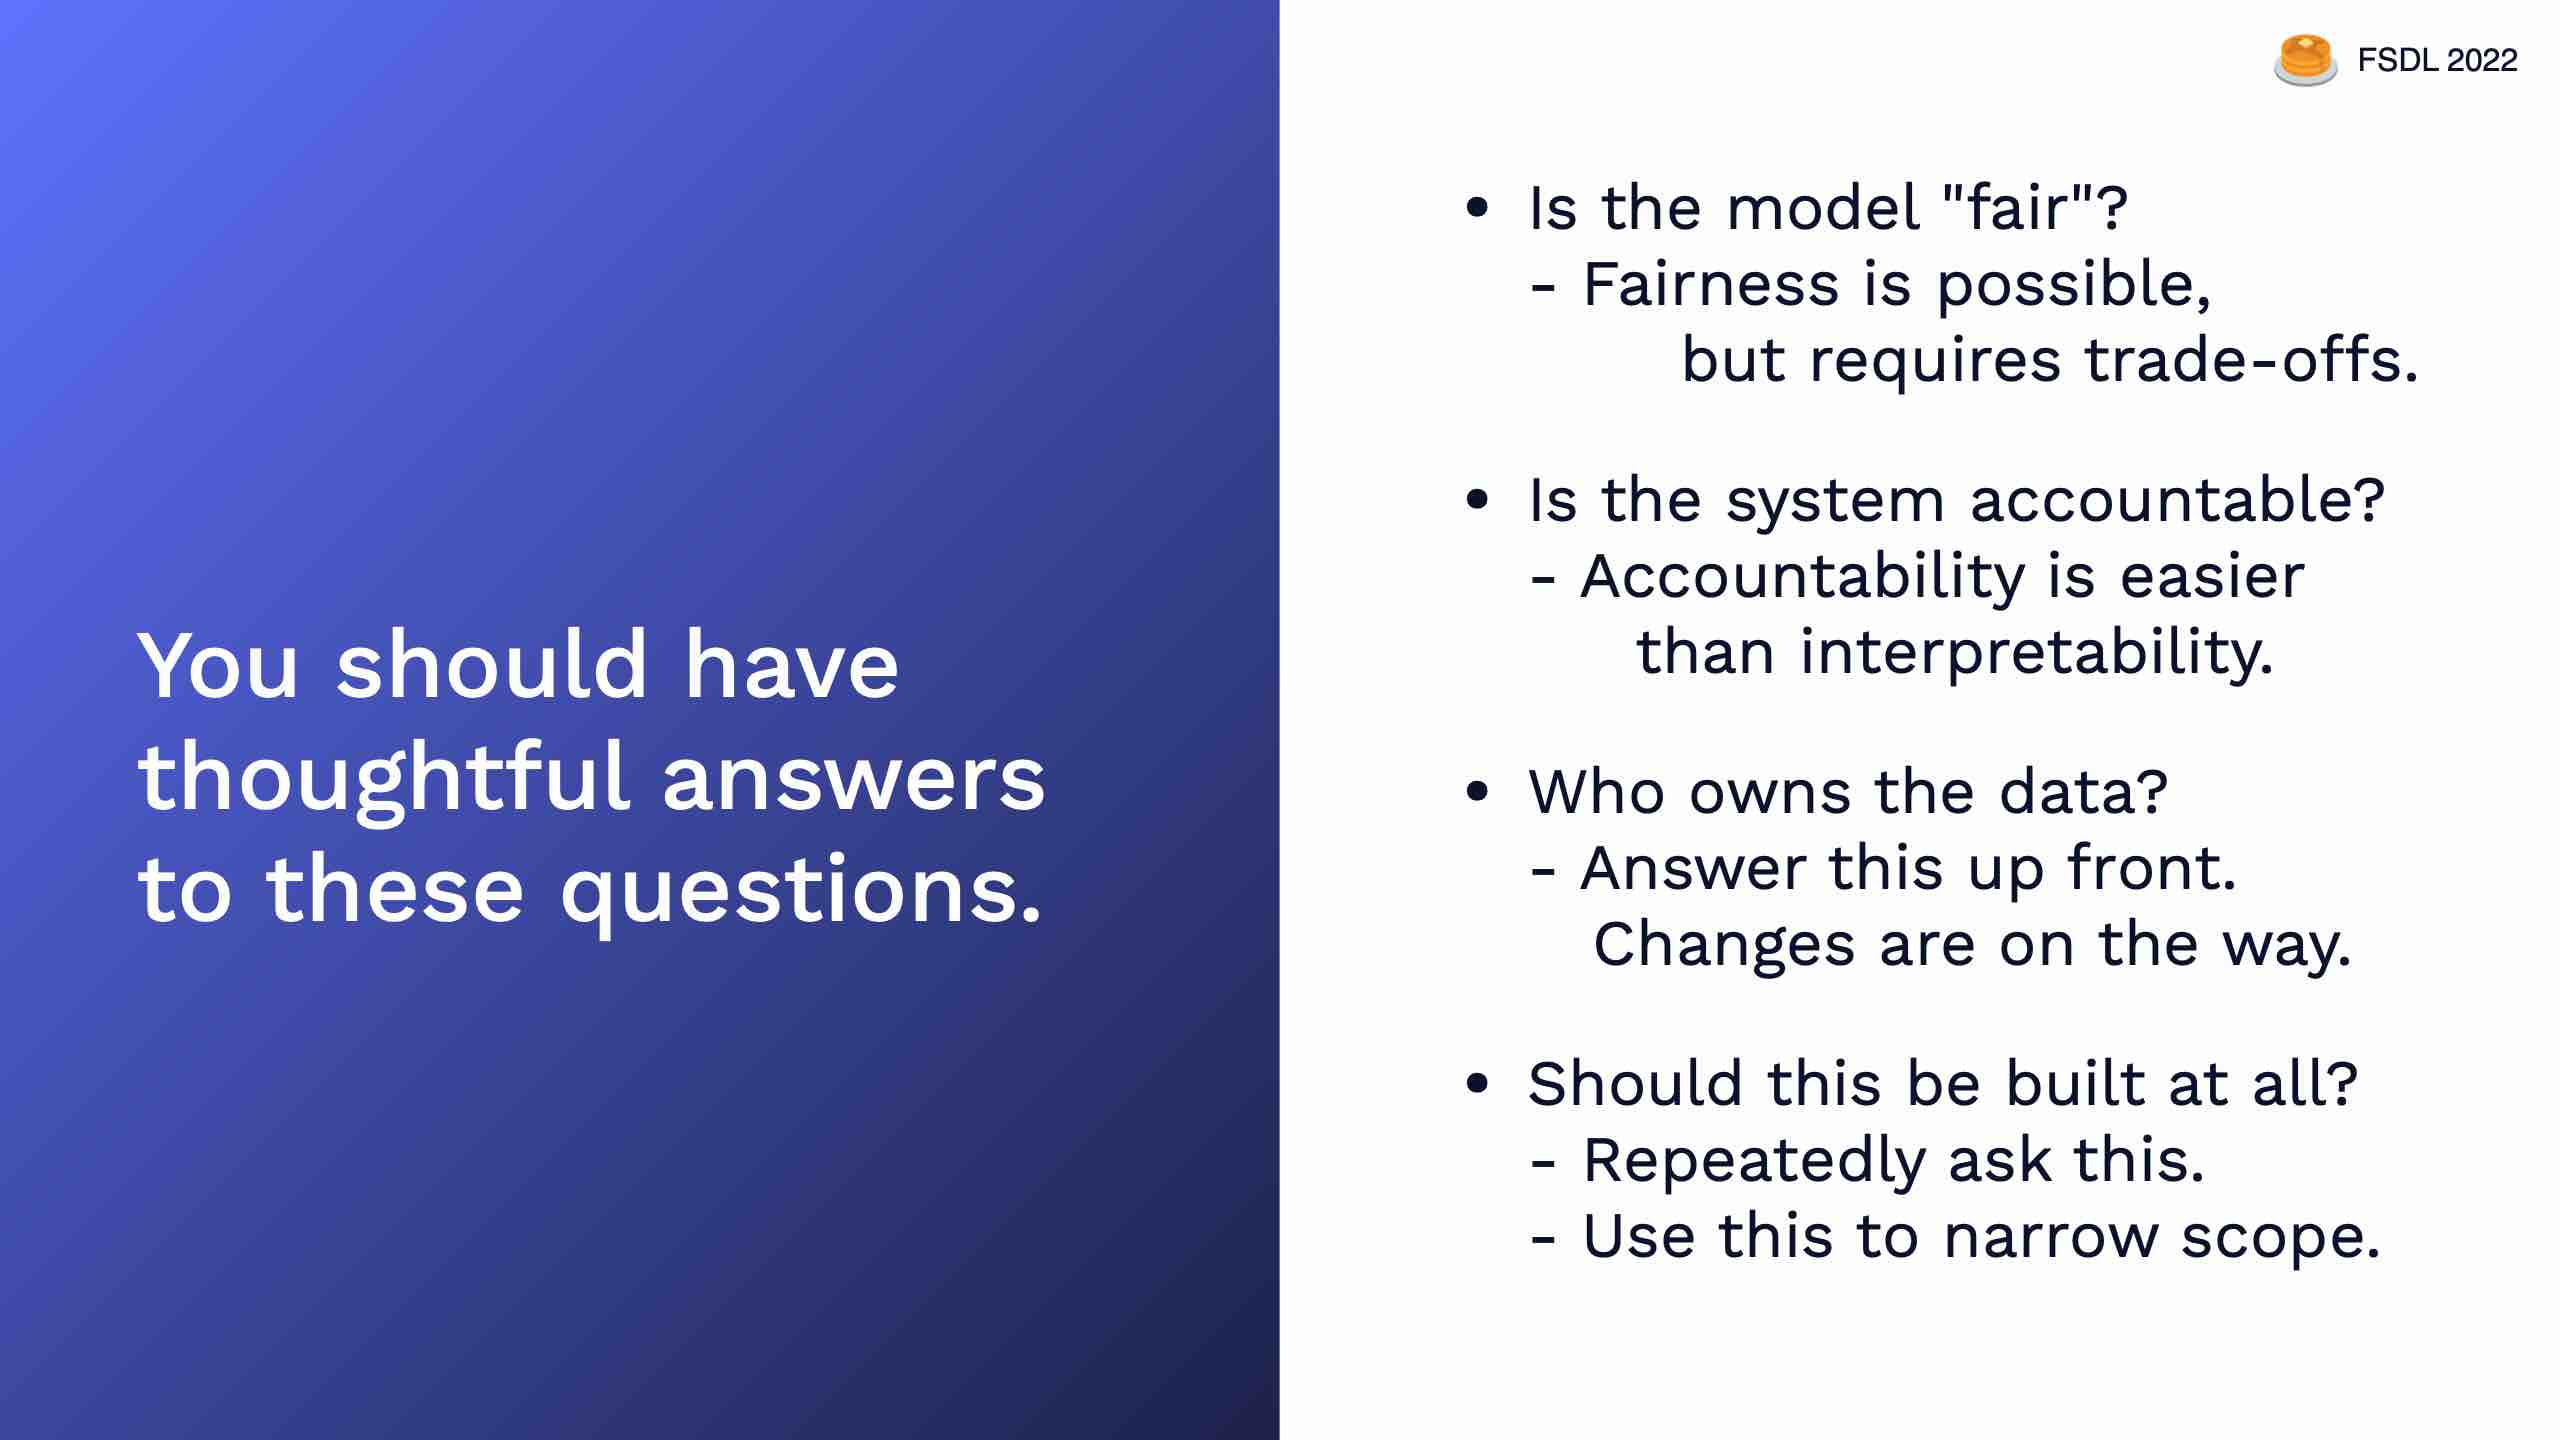 FSDL 2022
You should have
thoughtful answers
to these questions.
• Is the model "fair"?
- Fairness is possible,
but requires trade-offs.
• Is the system accountable?
- Accountability is easier
than interpretability.
• Who owns the data?
- Answer this up front.
Changes are on the way.
• Should this be built at all?
- Repeatedly ask this.
- Use this to narrow scope.